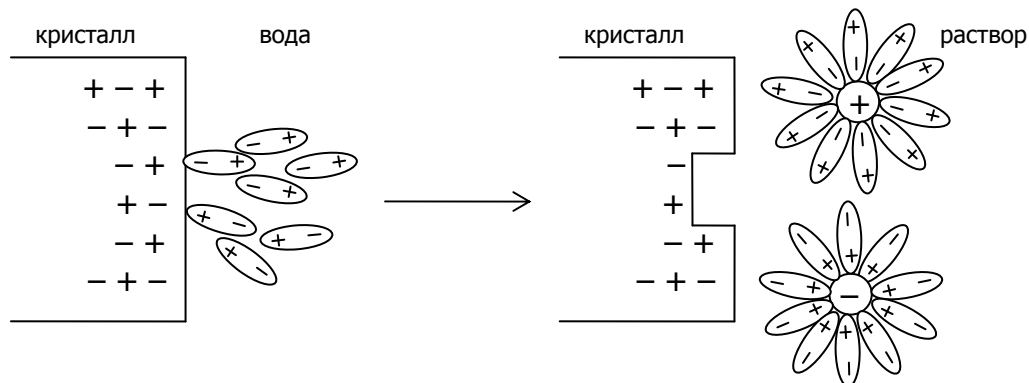 кристалл вода кристалл раствор
+ − + + − +
− + − − + −
− + −
+ − +
− + − +
− + − − + −